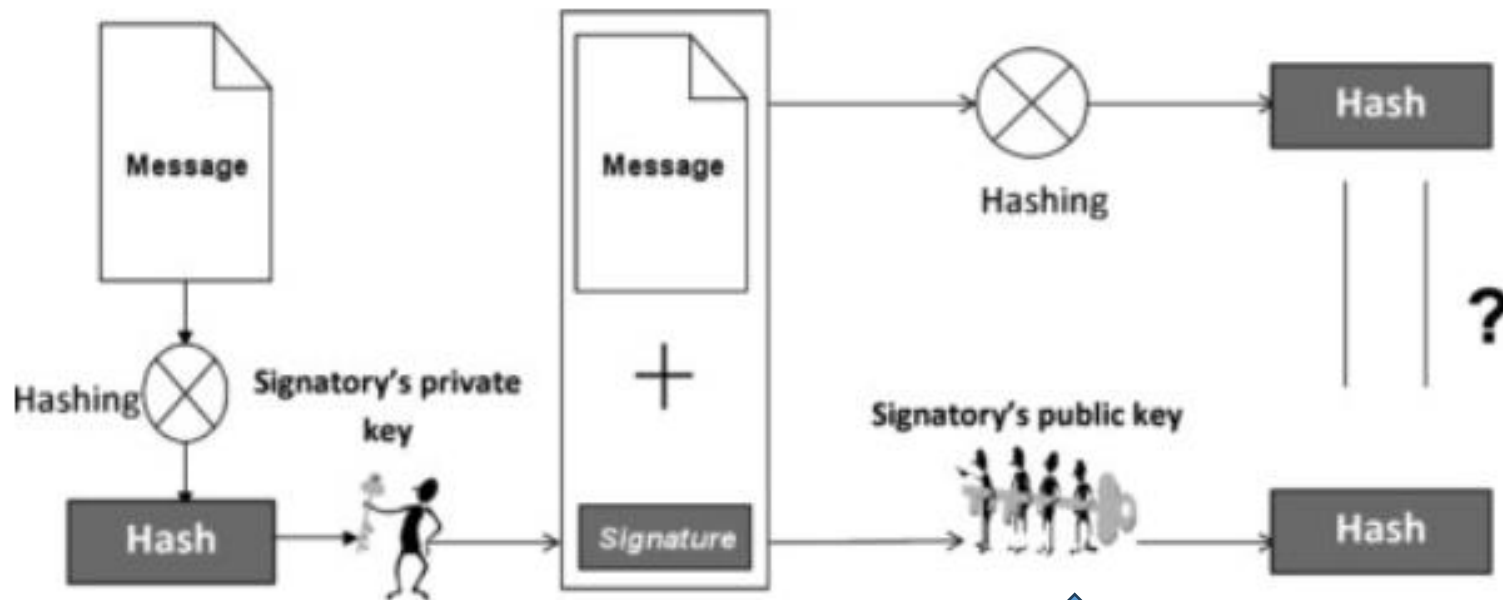 Message
Hashing
Hash
Signatory's private
key
Message
+
Signature
Hashing
Hash
Signatory's public key
Hash
?